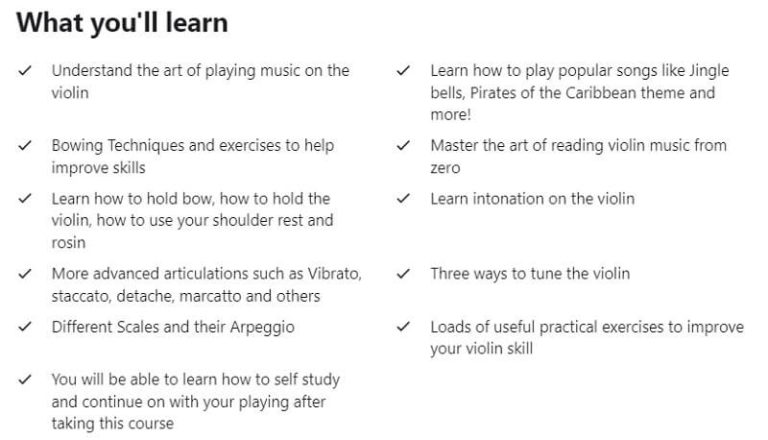 What you'll learn
Understand the art of playing music on the
violin
Learn how to play popular songs like Jingle
bells, Pirates of the Caribbean theme and
more!
Bowing Techniques and exercises to help
improve skills
Master the art of reading violin music from
zero
Learn how to hold bow, how to hold the
violin, how to use your shoulder rest and
rosin
Learn intonation on the violin
More advanced articulations such as Vibrato,
staccato, detache, marcatto and others
Three ways to tune the violin
Different Scales and their Arpeggio
Loads of useful practical exercises to improve
your violin skill
You will be able to learn how to self study
and continue on with your playing after
taking this course